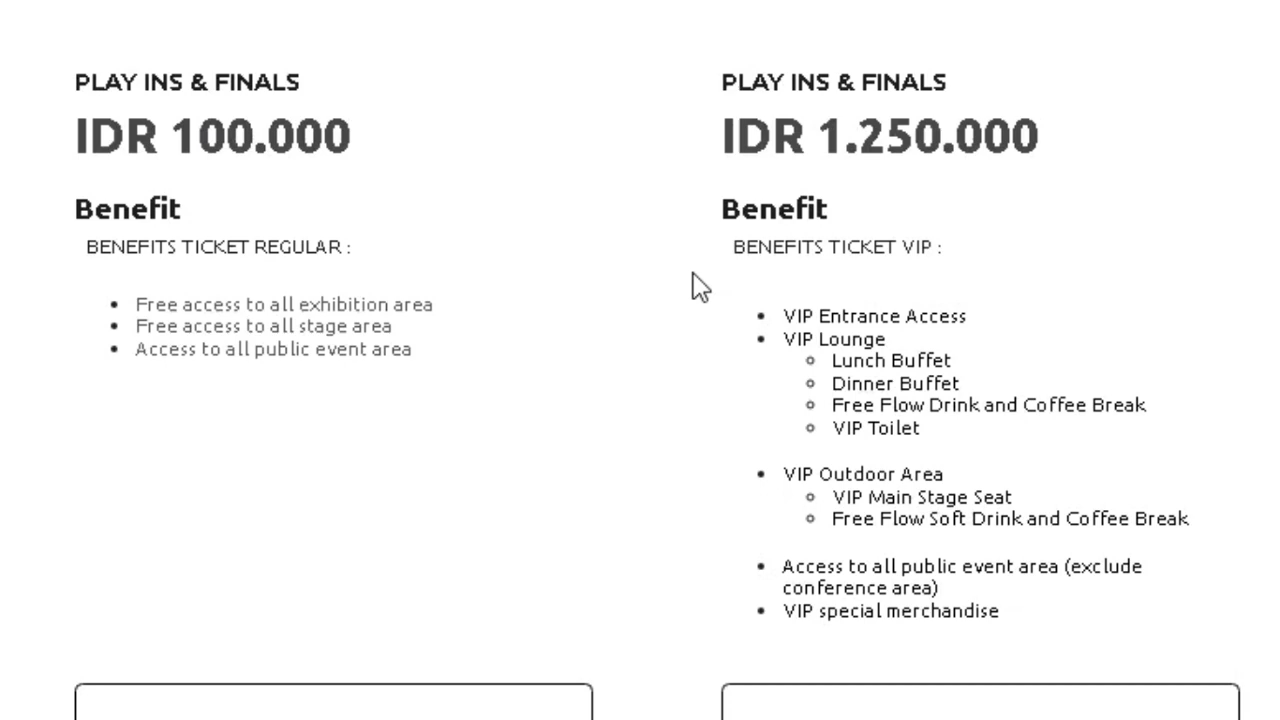 PLAY INS & FINALS
IDR 100.000
Benefit
BENEFITS TICKET REGULAR :
Free access to all exhibition area
Free access to all stage area
Access to all public event area
PLAY INS & FINALS
IDR 1.250.000
Benefit
BENEFITS TICKET VIP :
VIP Entrance Access
VIP Lounge
Lunch Buffet
Dinner Buffet
Free Flow Drink and Coffee Break
VIP Toilet
VIP Outdoor Area
VIP Main Stage Seat
Free Flow Soft Drink and Coffee Break
Access to all public event area (exclude
conference area)
VIP special merchandise